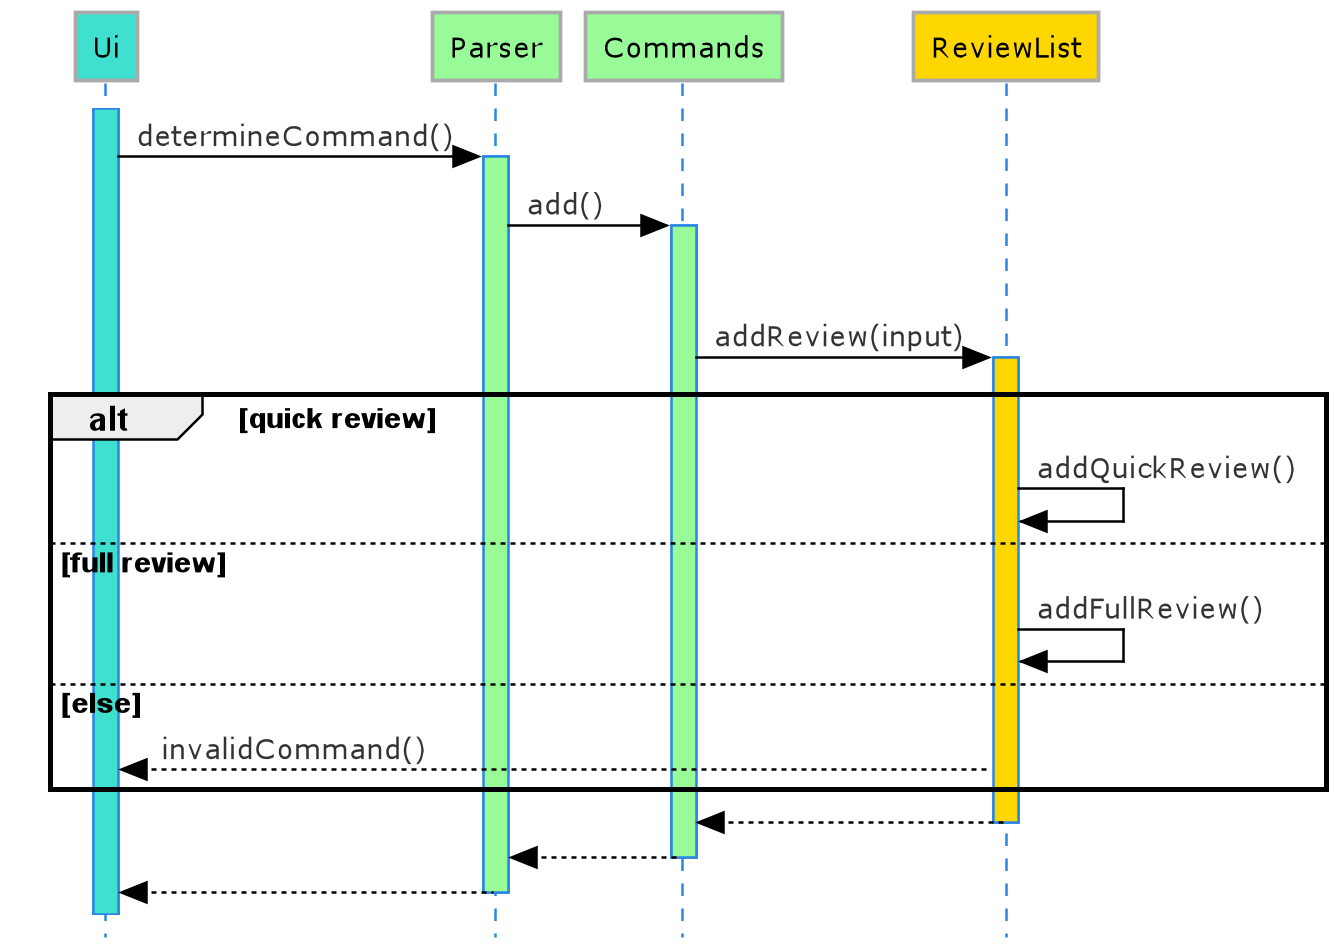 Ui
Parser
Commands
ReviewList
determineCommand()
add()
addReview(input)
alt
[quick review]
addQuickReview()
[full review]
addFullReview()
[else]
invalidCommand()